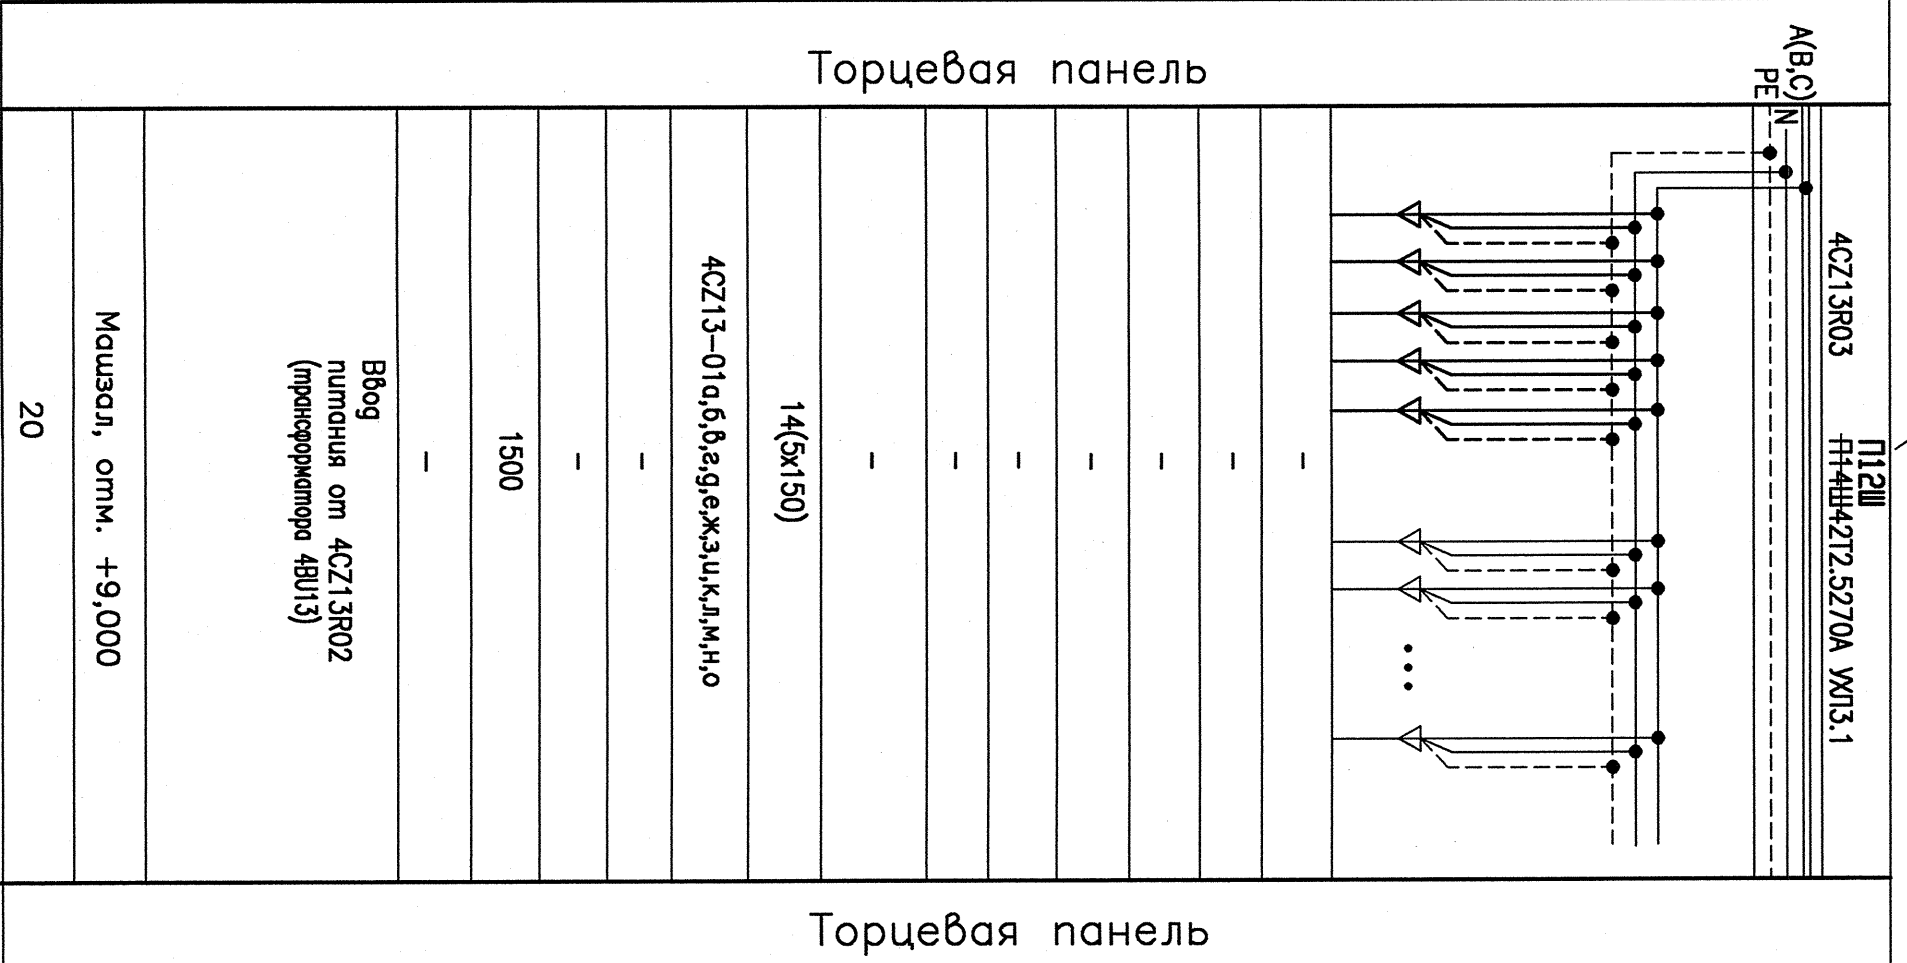 Торцевая панель
A(B,C)
N
PE
4CZ13R03
П12Ш
П14Ш42Т2.5270А УХЛ3.1
-
-
-
-
-
-
-
14(5x150)
4CZ13-01а,б,в,г,д,е,ж,з,и,к,л,м,н,о
-
-
1500
-
Ввод
питания от 4CZ13R02
(трансформатора 4BU13)
Машзал, отм. +9,000
20
Торцевая панель